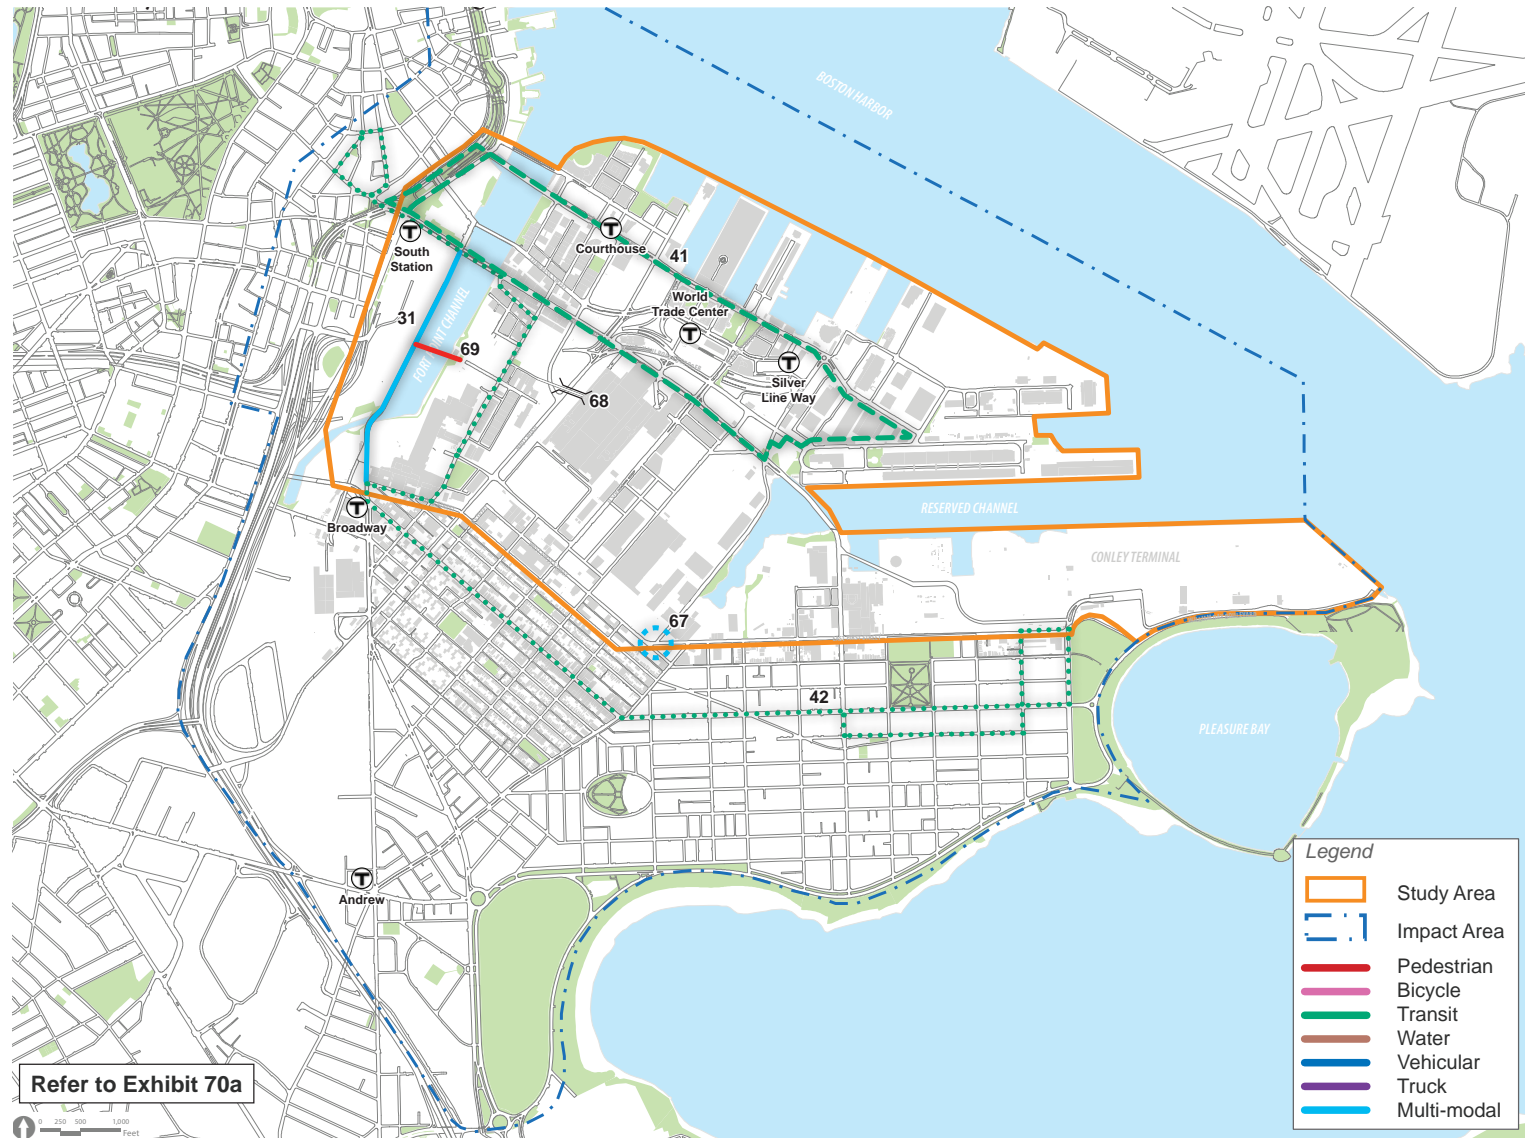 BOSTON HARBOR
T
South
Station
T
Courthouse
41
World
Trade Center
T
31
FORT
NT CHANNEL
69
T
Silver
Line Way
68
T
Broadway
RESERVED CHANNEL
CONLEY TERMINAL
67
42
PLEASURE BAY
T
Andrew
Legend
Study Area
Impact Area
Pedestrian
Bicycle
Transit
Water
Vehicular
Truck
Multi-modal
Refer to Exhibit 70a
0 250 500 1,000
Feet